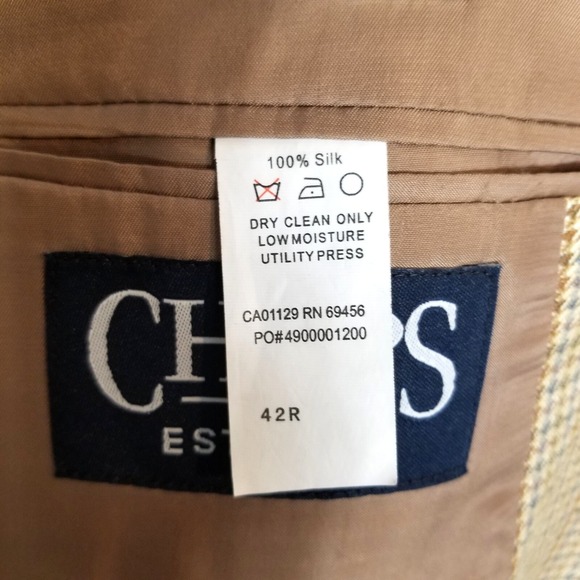 100% Silk
DRY CLEAN ONLY
LOW MOISTURE
UTILITY PRESS
CA01129 RN 69456
PO#4900001200
42R
CH PS
EST